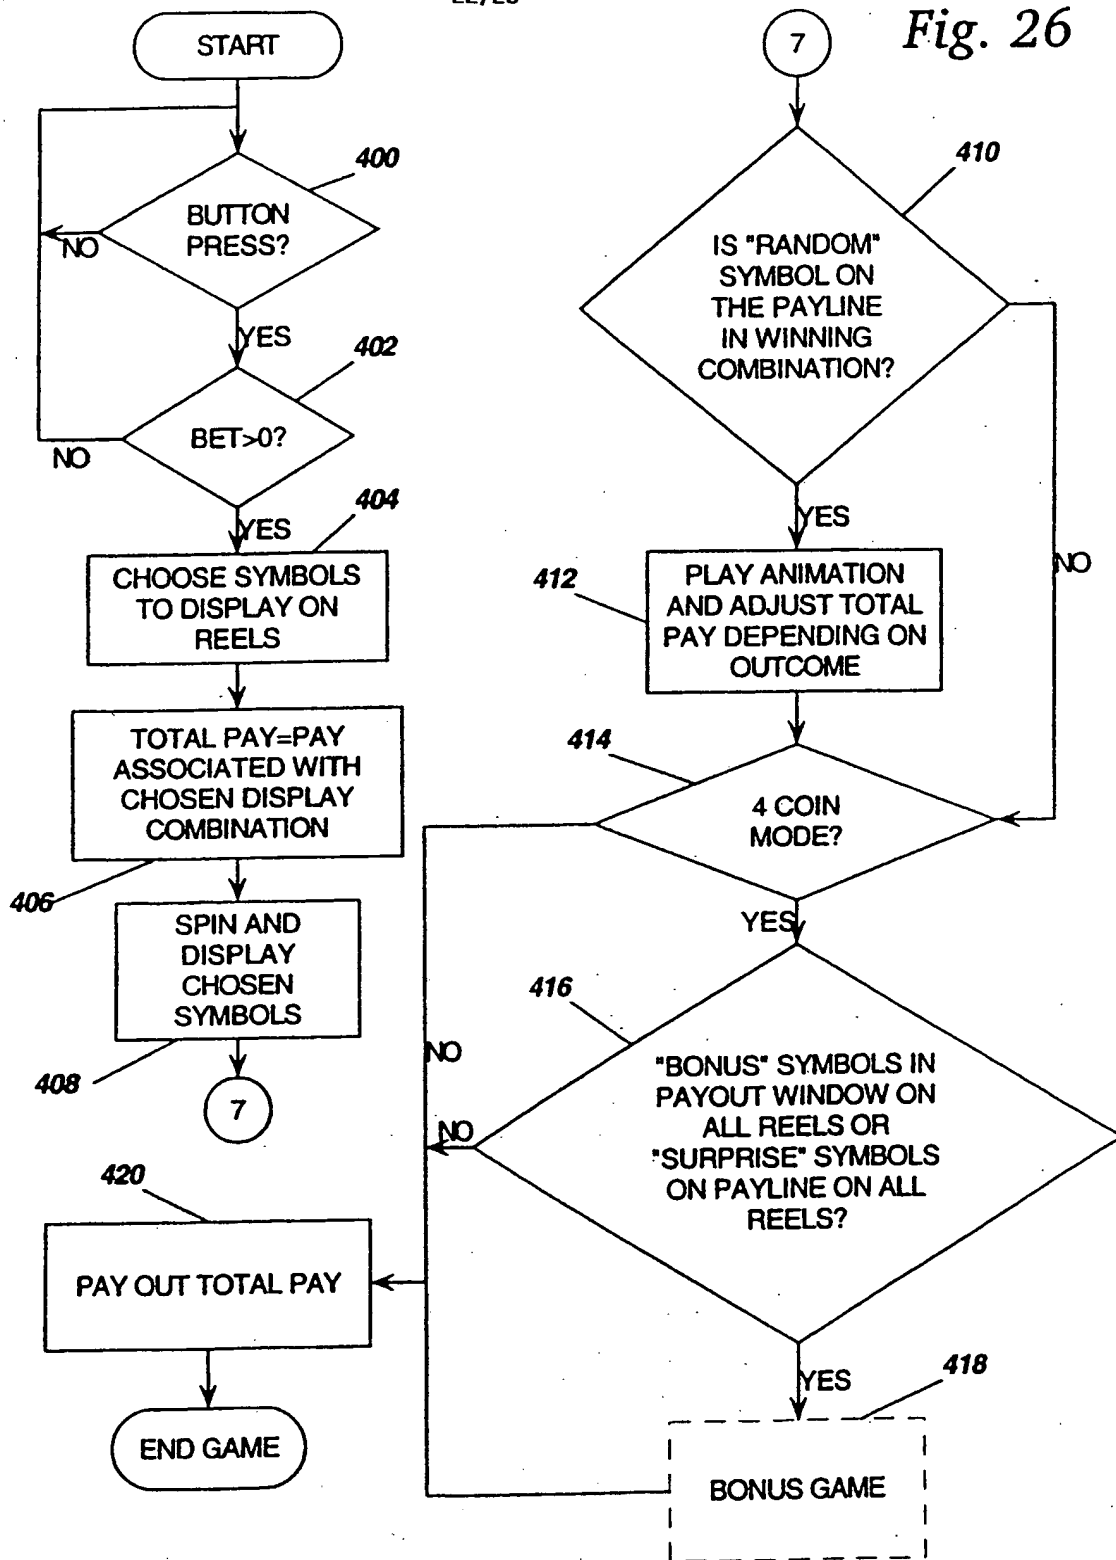 Fig. 26
START
400
BUTTON
PRESS?
NO
YES
402
BET>0?
NO
YES
404
CHOOSE SYMBOLS
TO DISPLAY ON
REELS
TOTAL PAY=PAY
ASSOCIATED WITH
CHOSEN DISPLAY
COMBINATION
406
SPIN AND
DISPLAY
CHOSEN
SYMBOLS
408
7
420
PAY OUT TOTAL PAY
END GAME
7
410
IS "RANDOM"
SYMBOL ON
THE PAYLINE
IN WINNING
COMBINATION?
YES
NO
412
PLAY ANIMATION
AND ADJUST TOTAL
PAY DEPENDING ON
OUTCOME
414
4 COIN
MODE?
YES
NO
416
"BONUS" SYMBOLS IN
PAYOUT WINDOW ON
ALL REELS OR
"SURPRISE" SYMBOLS
ON PAYLINE ON ALL
REELS?
NO
YES
418
BONUS GAME